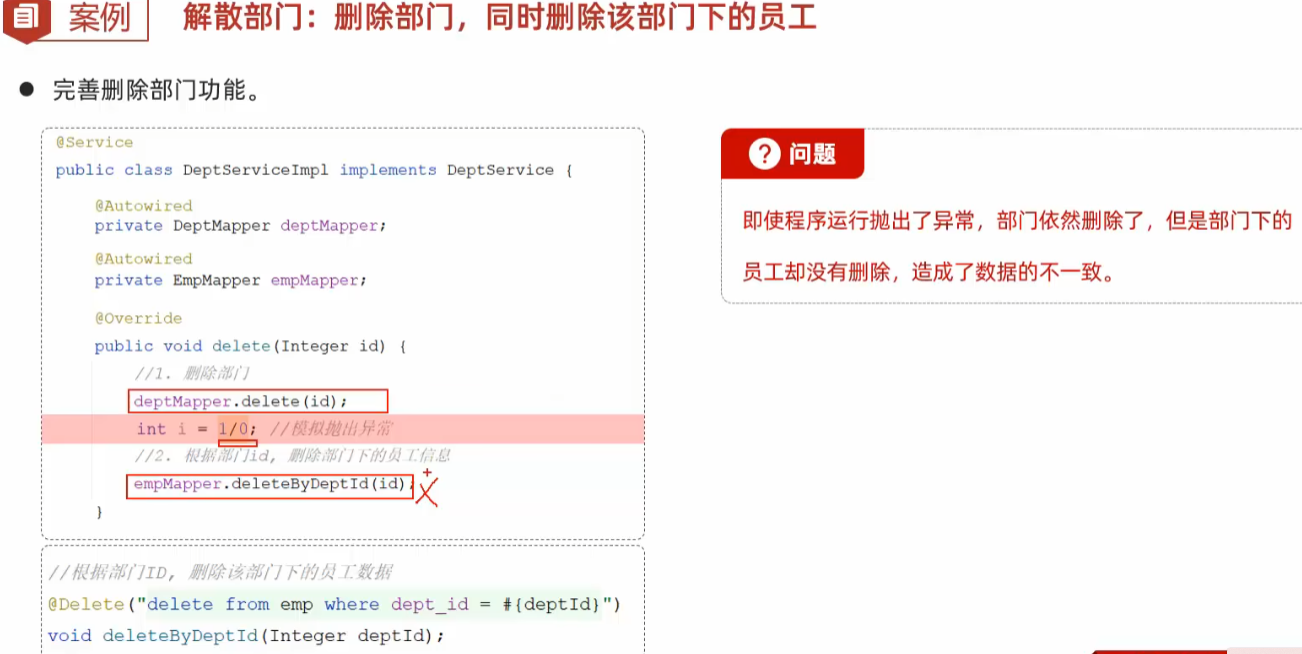 案例
解散部门：删除部门，同时删除该部门下的员工
● 完善删除部门功能。
@Service
public class DeptServiceImpl implements DeptService {
@Autowired
private DeptMapper deptMapper;
@Autowired
private EmpMapper empMapper;
@Override
public void delete(Integer id) {
//1. 删除部门
deptMapper.delete(id);
int i = 1/0; //模拟抛出异常
//2. 根据部门id, 删除部门下的员工信息
empMapper.deleteByDeptId(id);
}
//根据部门ID, 删除该部门下的员工数据
@Delete("delete from emp where dept_id = #{deptId}")
void deleteByDeptId(Integer deptId);
? 问题
即使程序运行抛出了异常，部门依然删除了，但是部门下的
员工却没有删除，造成了数据的不一致。